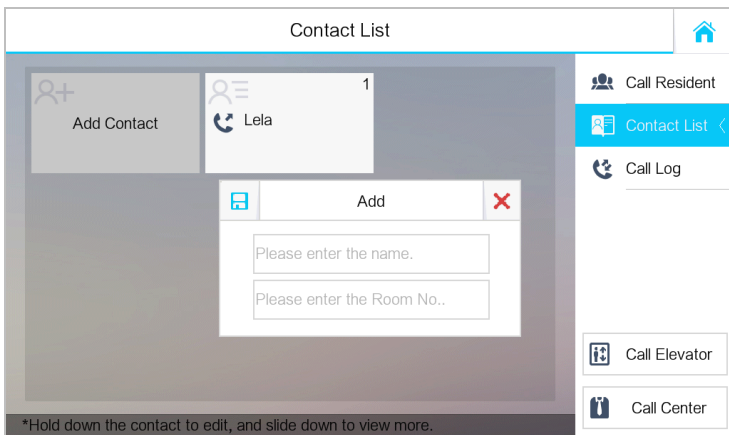 Contact List
Add Contact
1
Lela
Add
Please enter the name.
Please enter the Room No..
*Hold down the contact to edit, and slide down to view more.
Call Resident
Contact List
Call Log
Call Elevator
Call Center